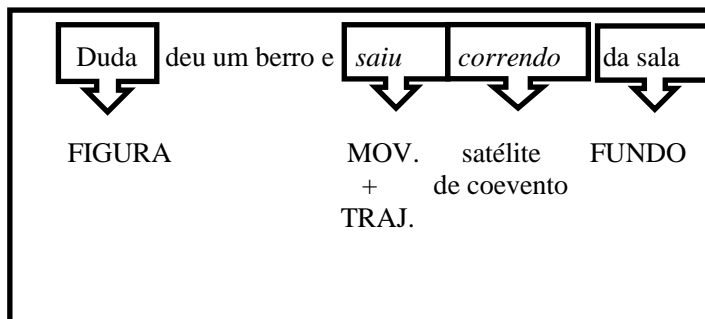 Duda deu um berro e saiu correndo da sala
FIGURA MOV. satélite FUNDO
+ de coevento
TRAJ.